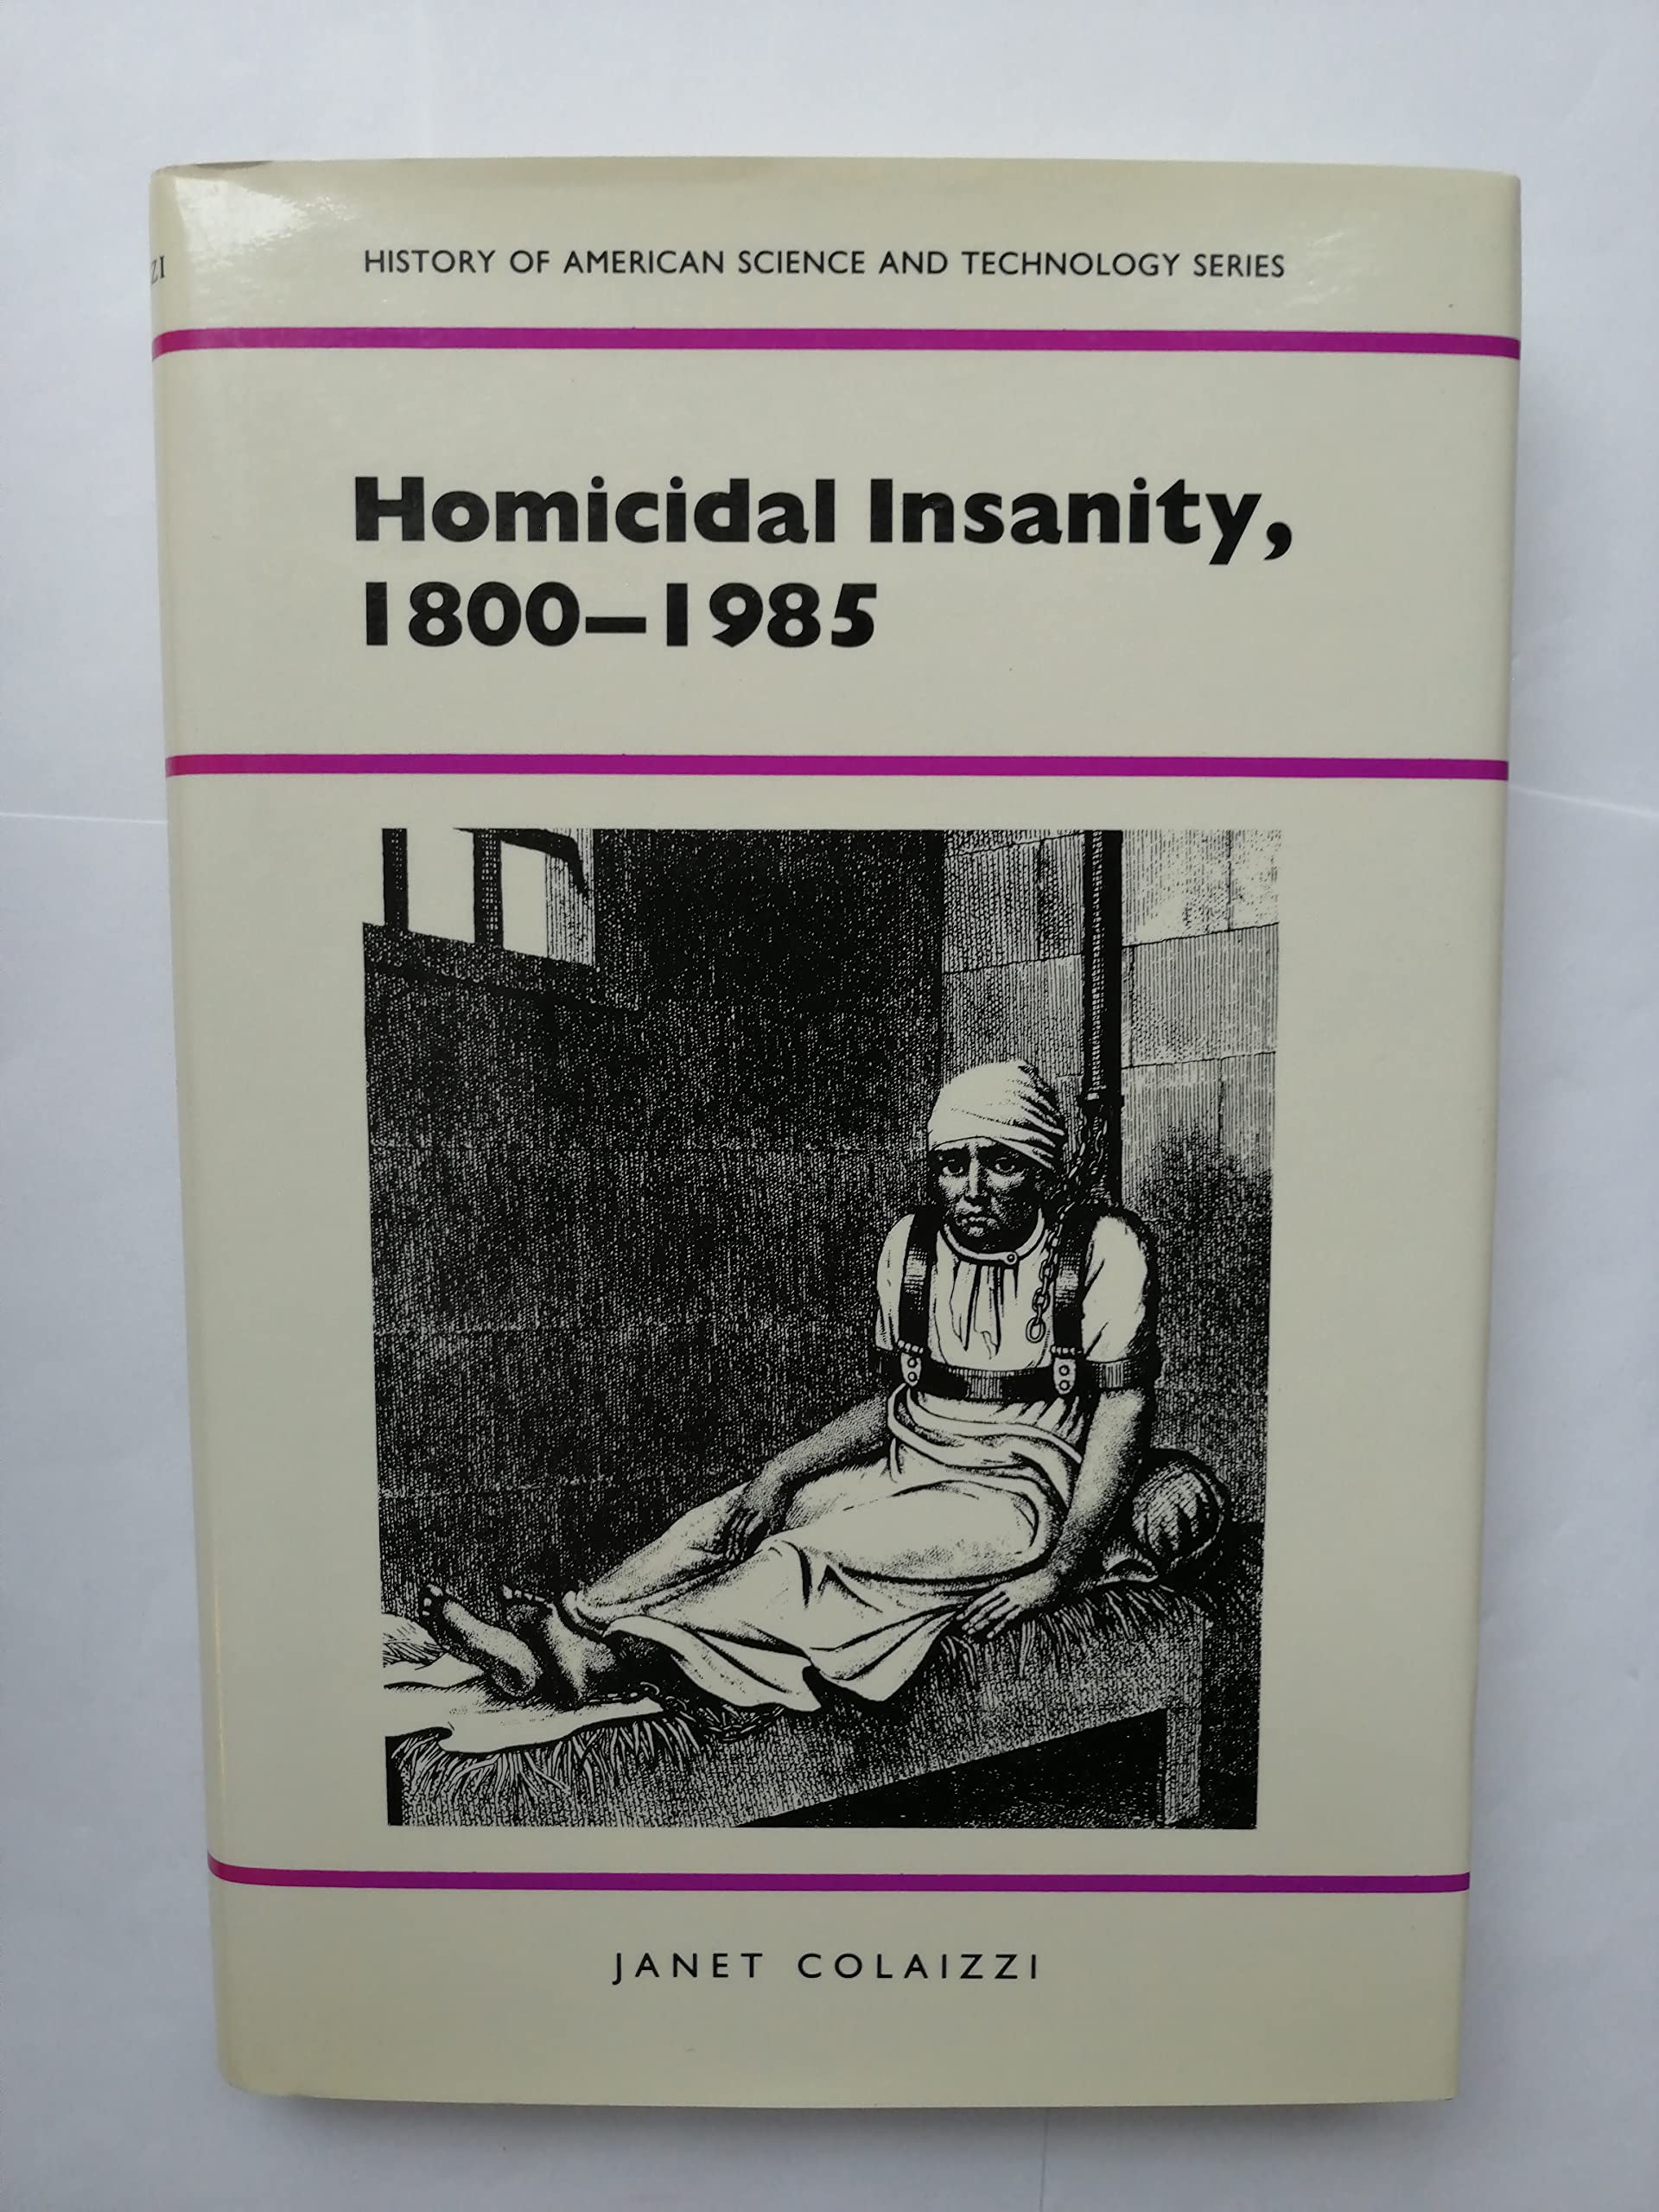 HISTORY OF AMERICAN SCIENCE AND TECHNOLOGY SERIES
Homicidal Insanity,
1800–1985
JANET COLAIZZI